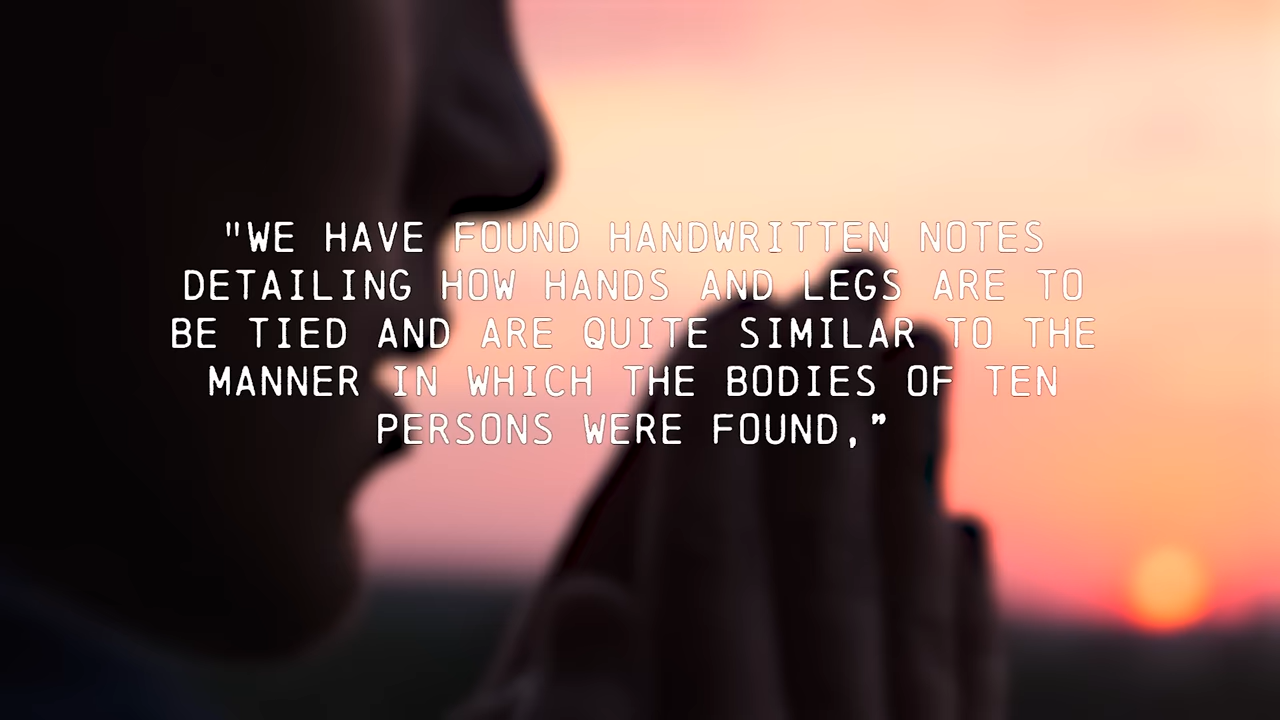 "WE HAVE FOUND HANDWRITTEN NOTES
DETAILING HOW HANDS AND LEGS ARE TO
BE TIED AND ARE QUITE SIMILAR TO THE
MANNER IN WHICH THE BODIES OF TEN
PERSONS WERE FOUND,”